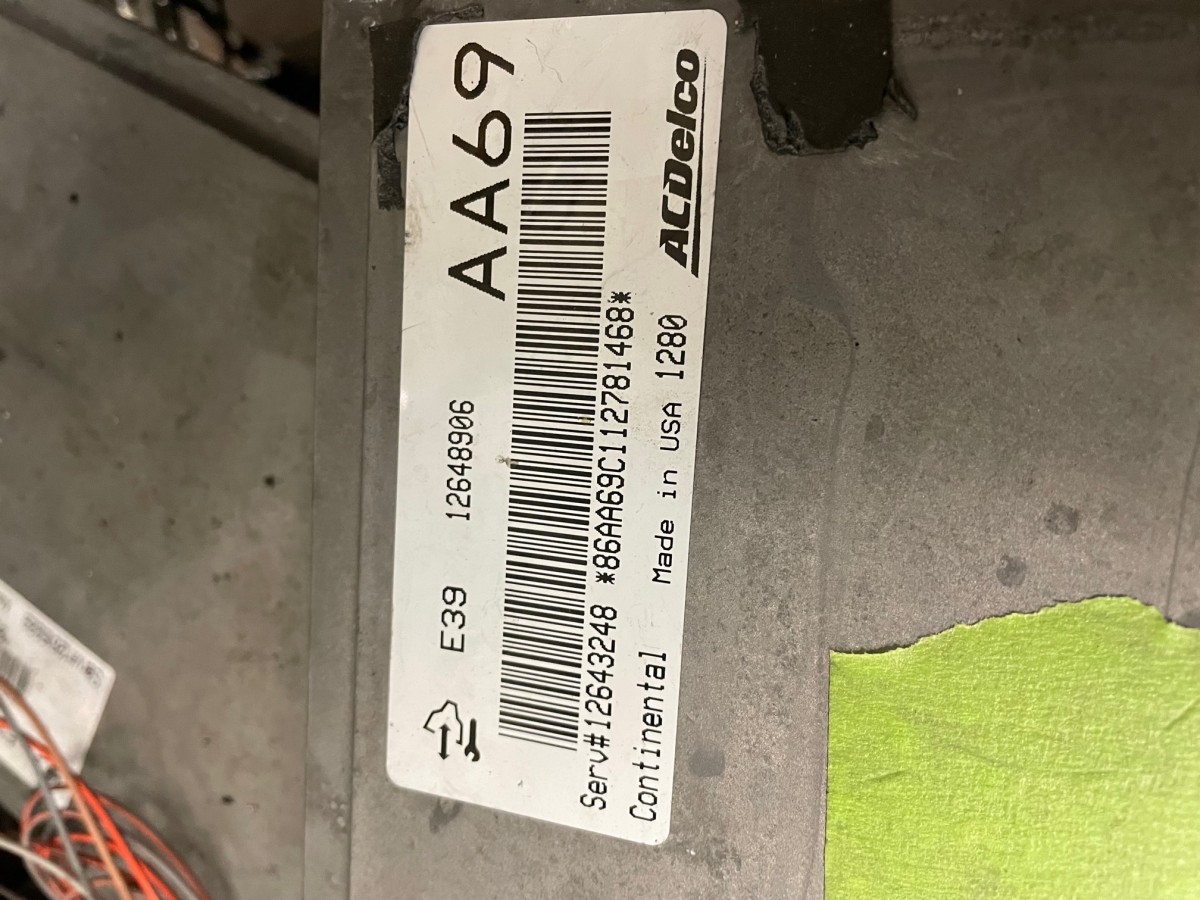 E39 12648906 AA69
Serv#12643248 *86AA69C112781468*
Continental Made in USA 1280 ACDelco